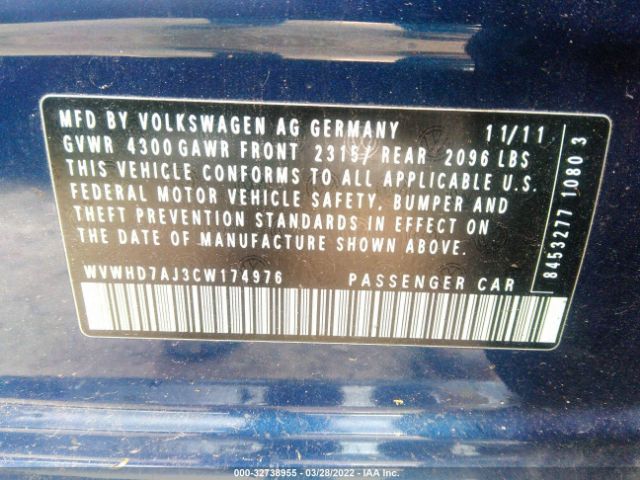 MFD BY VOLKSWAGEN AG GERMANY 11/11
GVWR 4300 GAWR FRONT 2315 REAR 2096 LBS
THIS VEHICLE CONFORMS TO ALL APPLICABLE U.S.
FEDERAL MOTOR VEHICLE SAFETY, BUMPER AND
THEFT PREVENTION STANDARDS IN EFFECT ON
THE DATE OF MANUFACTURE SHOWN ABOVE.
WVWHD7AJ3CW174976 PASSENGER CAR
8453277 1080 3
000-32738955 - 03/28/2022 - IAA Inc.